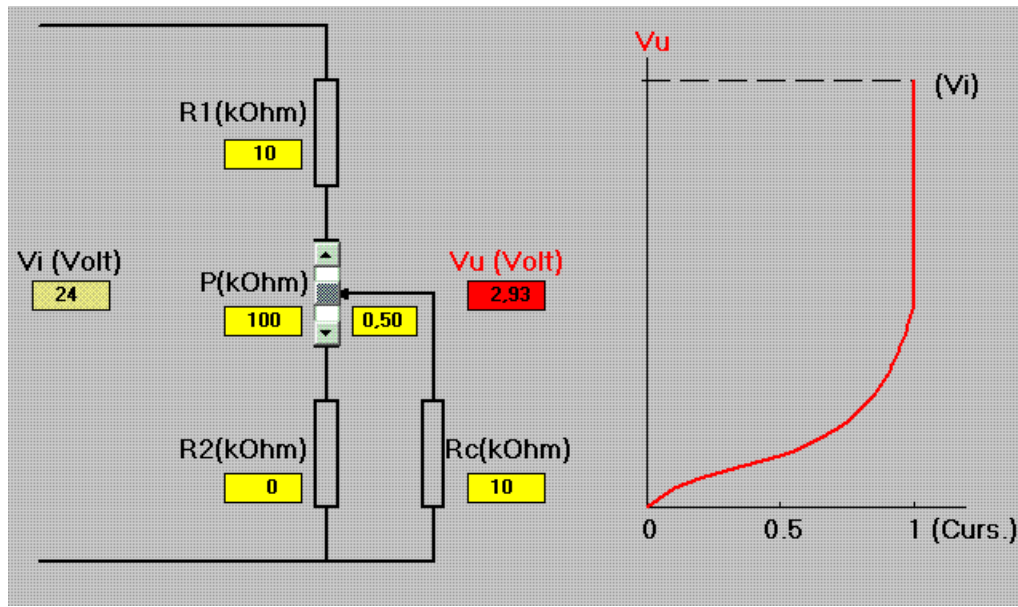 Vu
(Vi)
R1(kOhm)
10
Vi (Volt)
24
P(kOhm)
100
0,50
Vu (Volt)
2,93
R2(kOhm)
0
Rc(kOhm)
10
0
0.5
1 (Curs.)